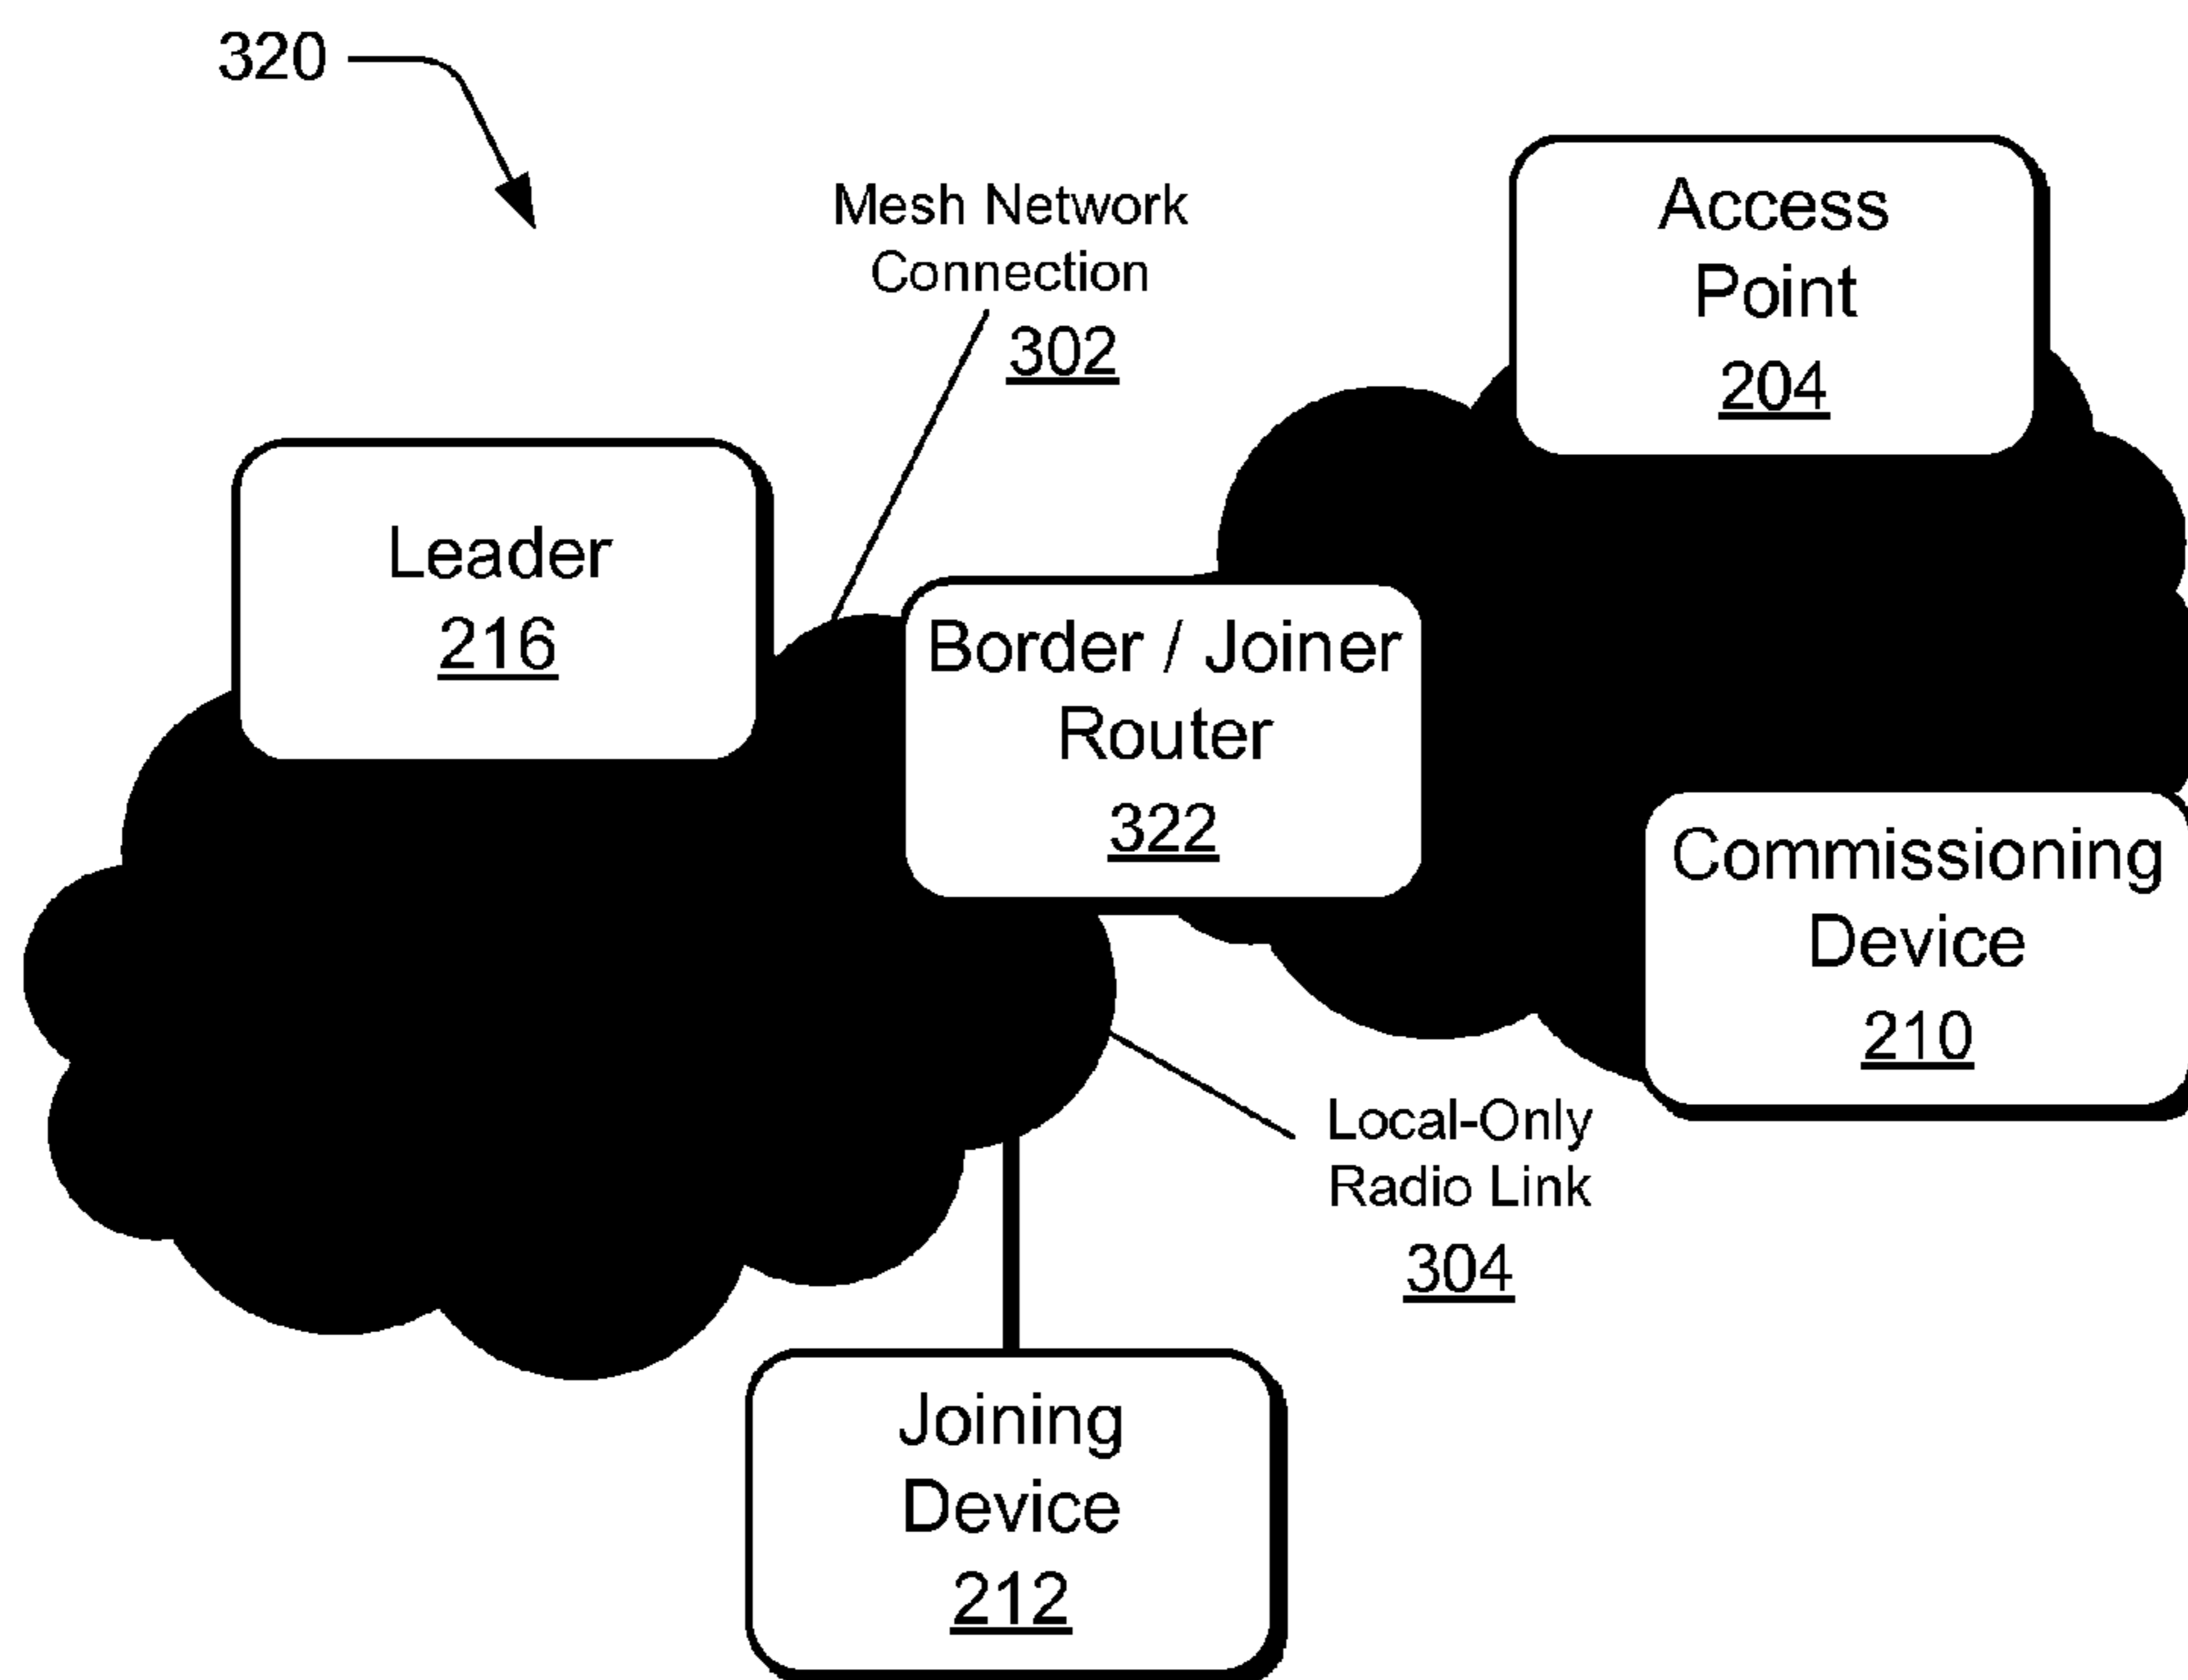 320
Mesh Network
Connection
302
Access
Point
204
Leader
216
Border / Joiner
Router
322
Commissioning
Device
210
Local-Only
Radio Link
304
Joining
Device
212